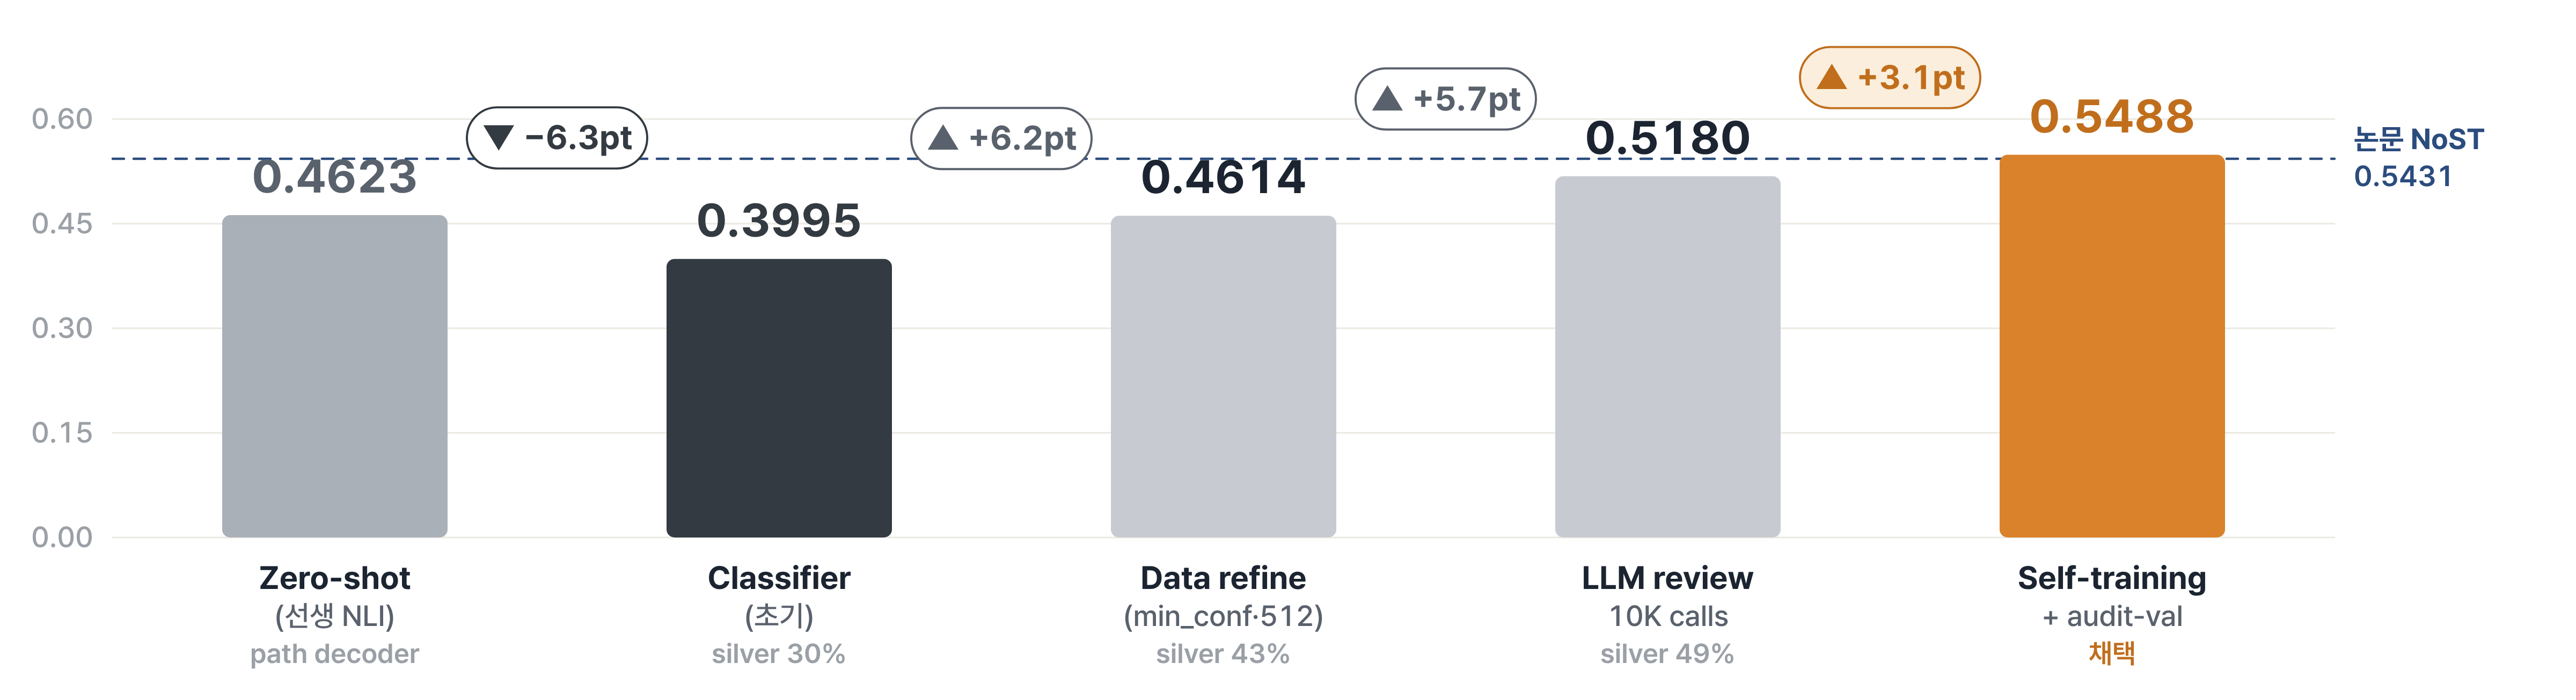 ▲ +3.1pt
▲ +5.7pt
▼ −6.3pt
▲ +6.2pt
0.60
0.45
0.30
0.15
0.00
0.4623
0.3995
0.4614
0.5180
0.5488
논문 NoST
0.5431
Zero-shot
(선생 NLI)
path decoder
Classifier
(초기)
silver 30%
Data refine
(min_conf·512)
silver 43%
LLM review
10K calls
silver 49%
Self-training
+ audit-val
채택